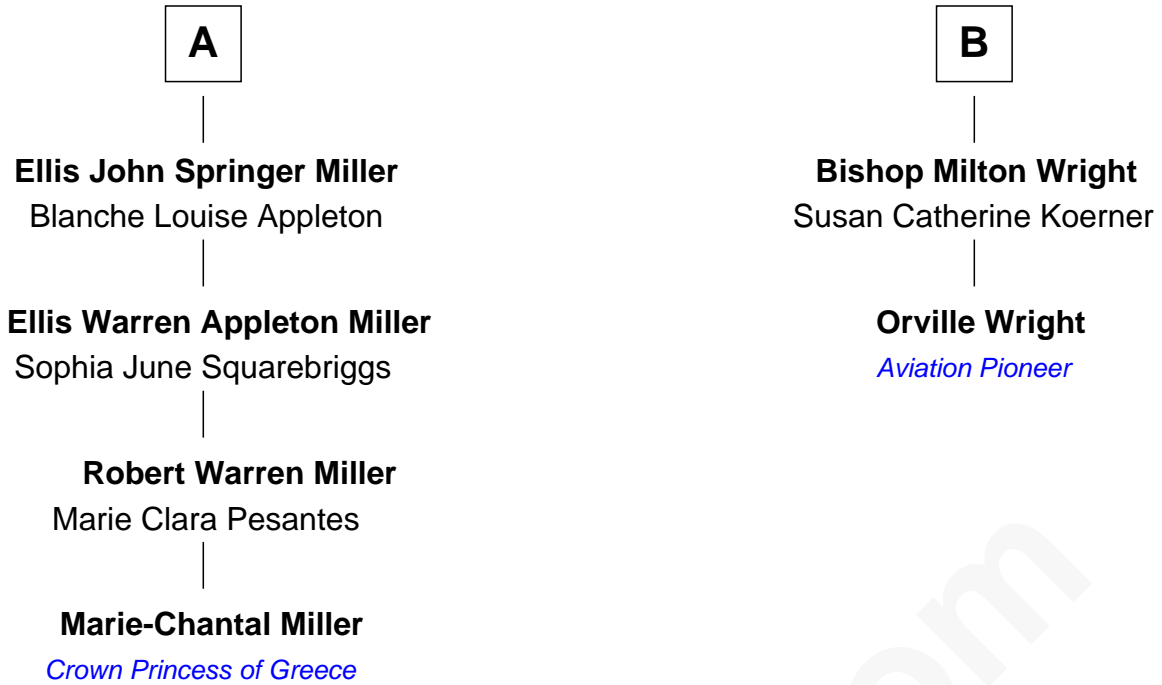 A
Ellis John Springer Miller
Blanche Louise Appleton
Ellis Warren Appleton Miller
Sophia June Squarebriggs
Robert Warren Miller
Marie Clara Pesantes
Marie-Chantal Miller
Crown Princess of Greece
B
Bishop Milton Wright
Susan Catherine Koerner
Orville Wright
Aviation Pioneer
om